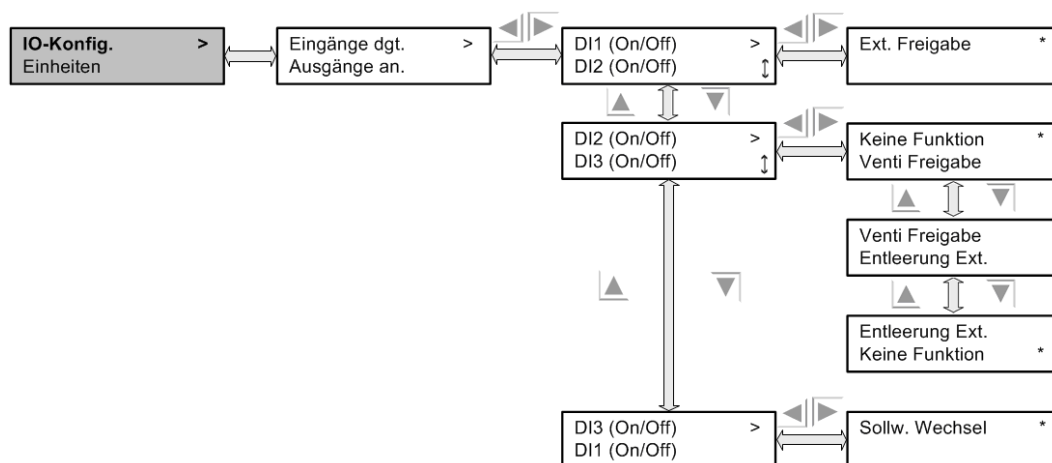 IO-Konfig. >
Einheiten
Eingänge dgt. >
Ausgänge an.
DI1 (On/Off) >
DI2 (On/Off)
Ext. Freigabe *
DI2 (On/Off) >
DI3 (On/Off)
Keine Funktion *
Venti Freigabe
Venti Freigabe
Entleerung Ext.
Entleerung Ext.
Keine Funktion *
DI3 (On/Off) >
DI1 (On/Off)
Sollw. Wechsel *